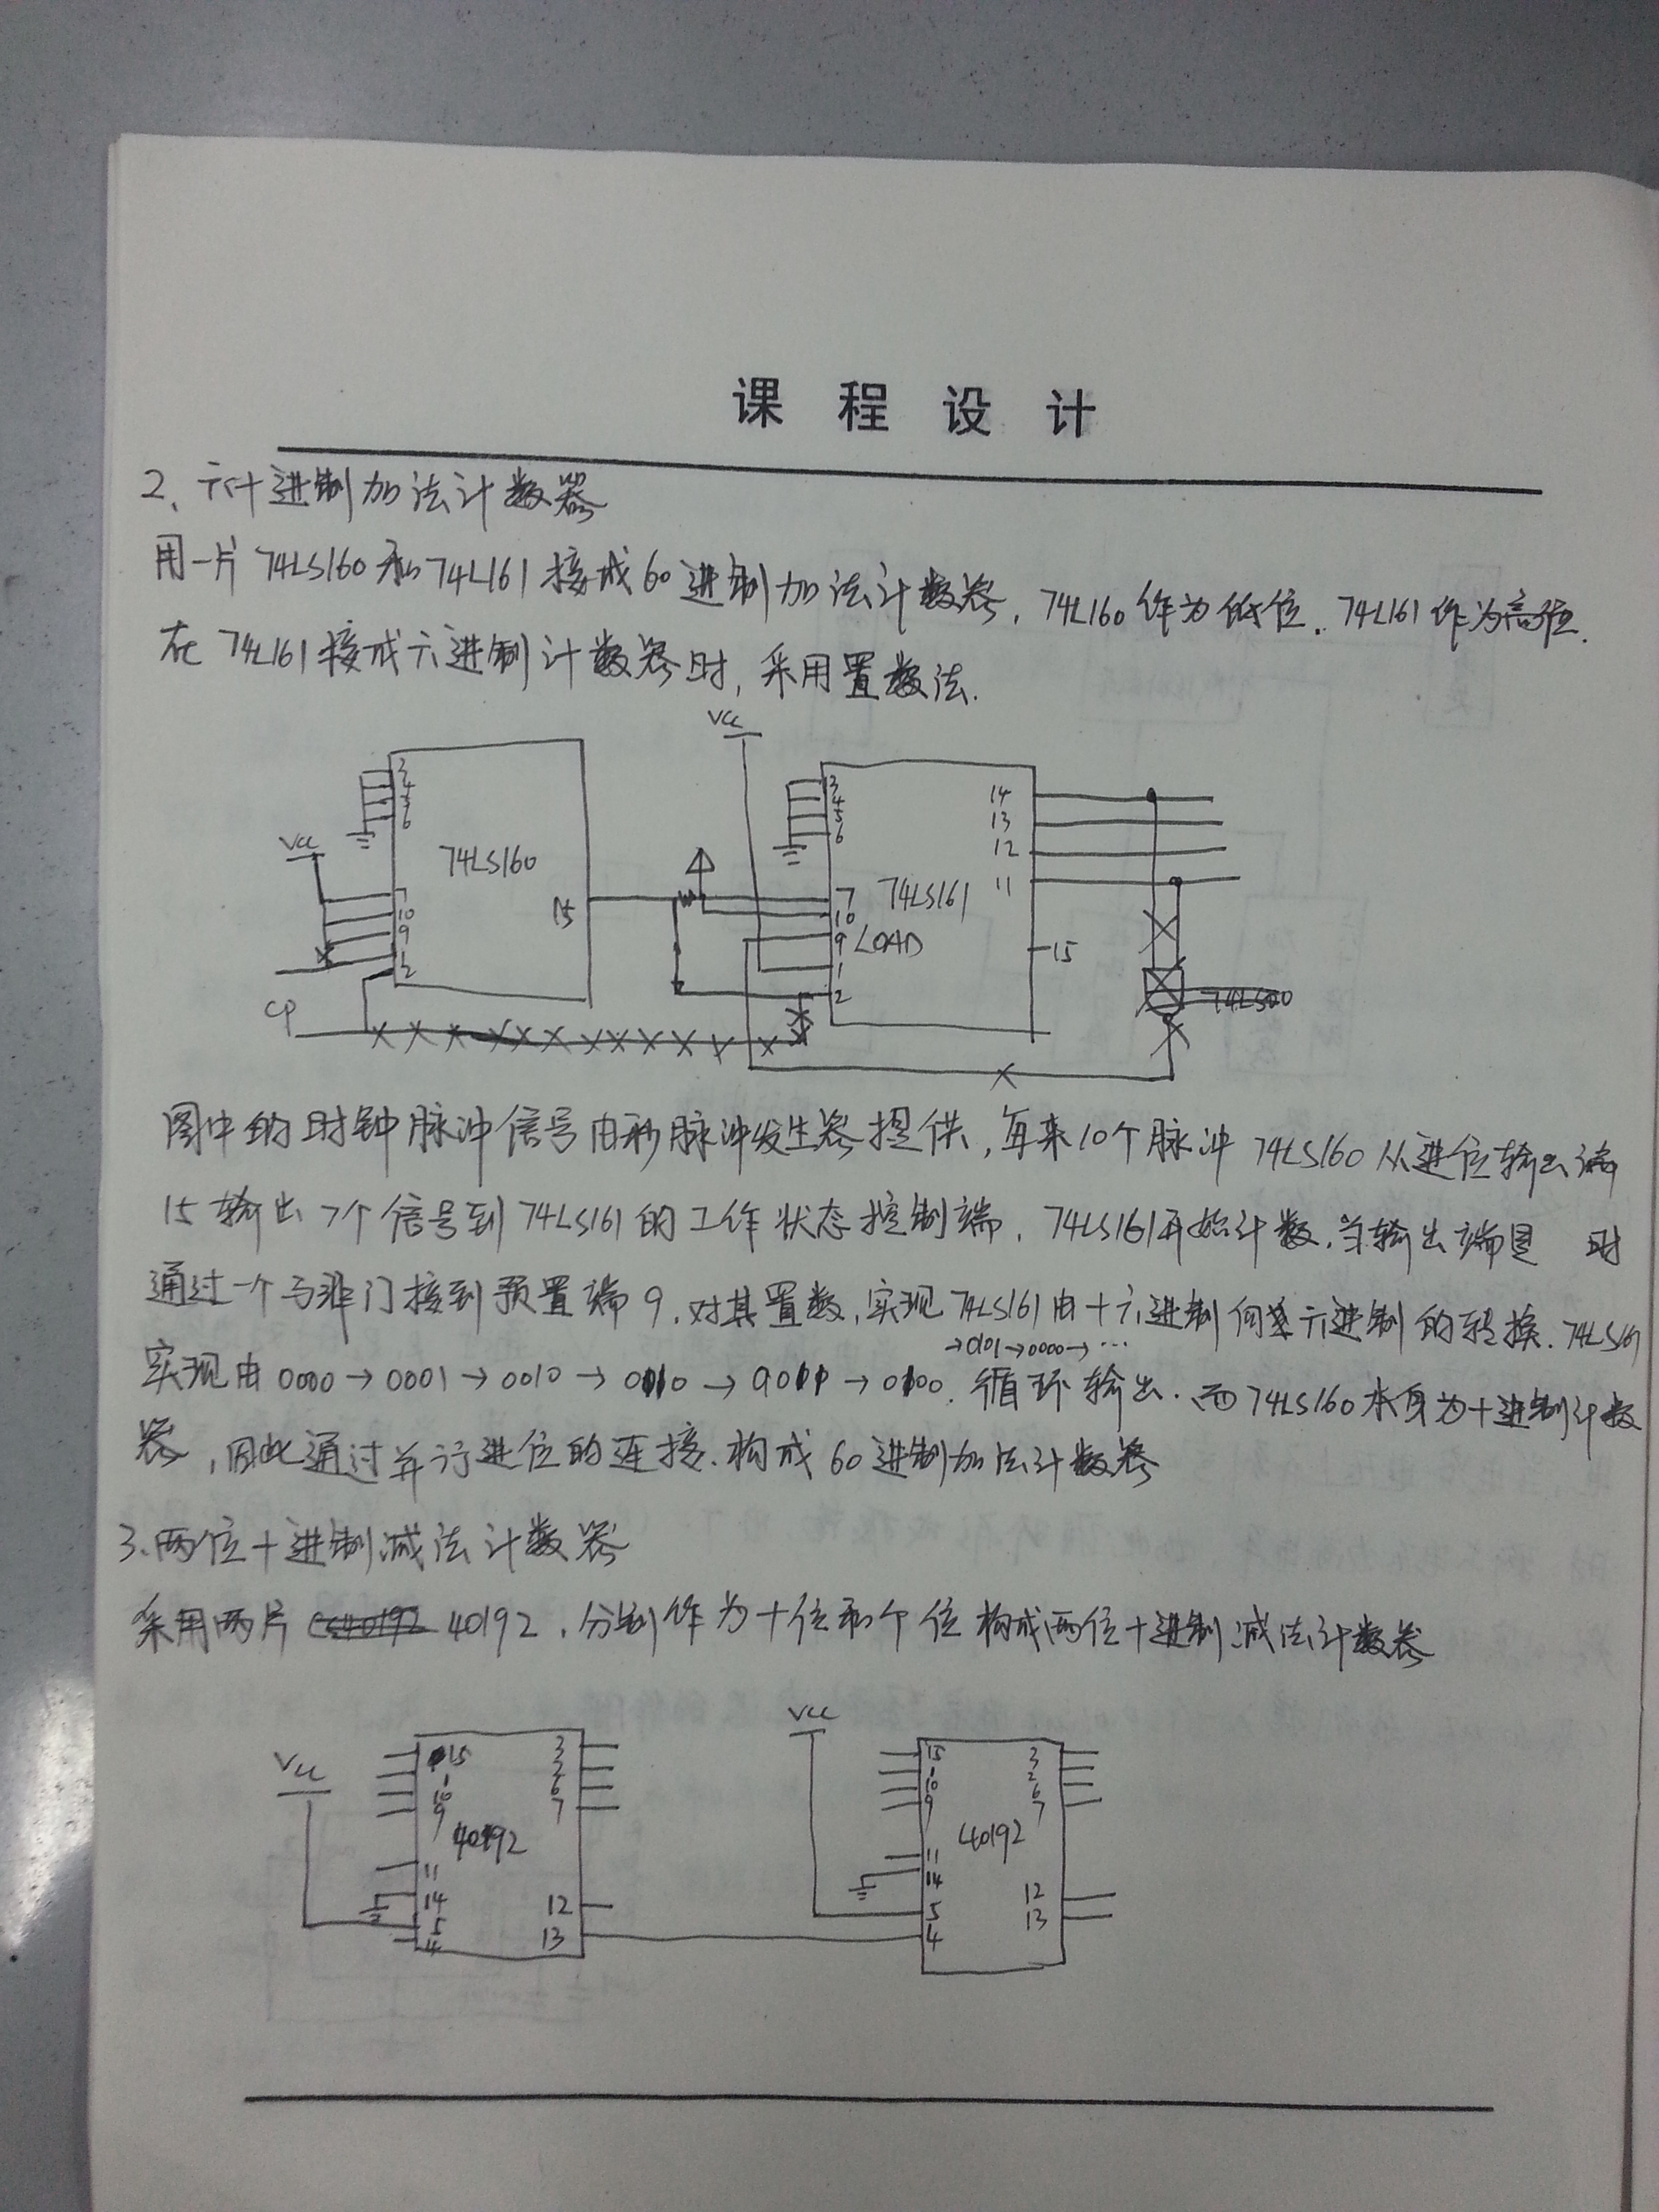 课程设计
2、六十进制加法计数器
用一片74LS160和74L161接成60进制加法计数器,74L160作为低位.74L161作为高位.
在74L161接成六进制计数器时,采用置数法.
Vcc
3 4 5 6
Vcc
74LS160
7
10
9
1
2
15
CP
3
4
5
6
7
10
9 LOAD
1
2
74LS161
14
13
12
11
15
74LS00
图中的时钟脉冲信号由秒脉冲发生器提供,每来10个脉冲74LS160从进位输出端
15输出个信号到74LS161的工作状态控制端,74LS161开始计数.当输出端是 时
通过一个与非门接到预置端9.对其置数,实现74LS161由十六进制向六进制的转换.74LS161
→0101→0000→…
实现由0000→0001→0010→→→0100.循环输出.而74LS160本身为十进制计数
器,因此通过并行进位的连接.构成60进制加法计数器
3.两位十进制减法计数器
采用两片40192,分别作为十位和个位构成两位十进制减法计数器
Vcc
Vcc
15
1
10
9
40192
11
14
5
4
3
2
6
7
12
13
15
1
10
9
40192
11
14
5
4
3
2
6
7
12
13